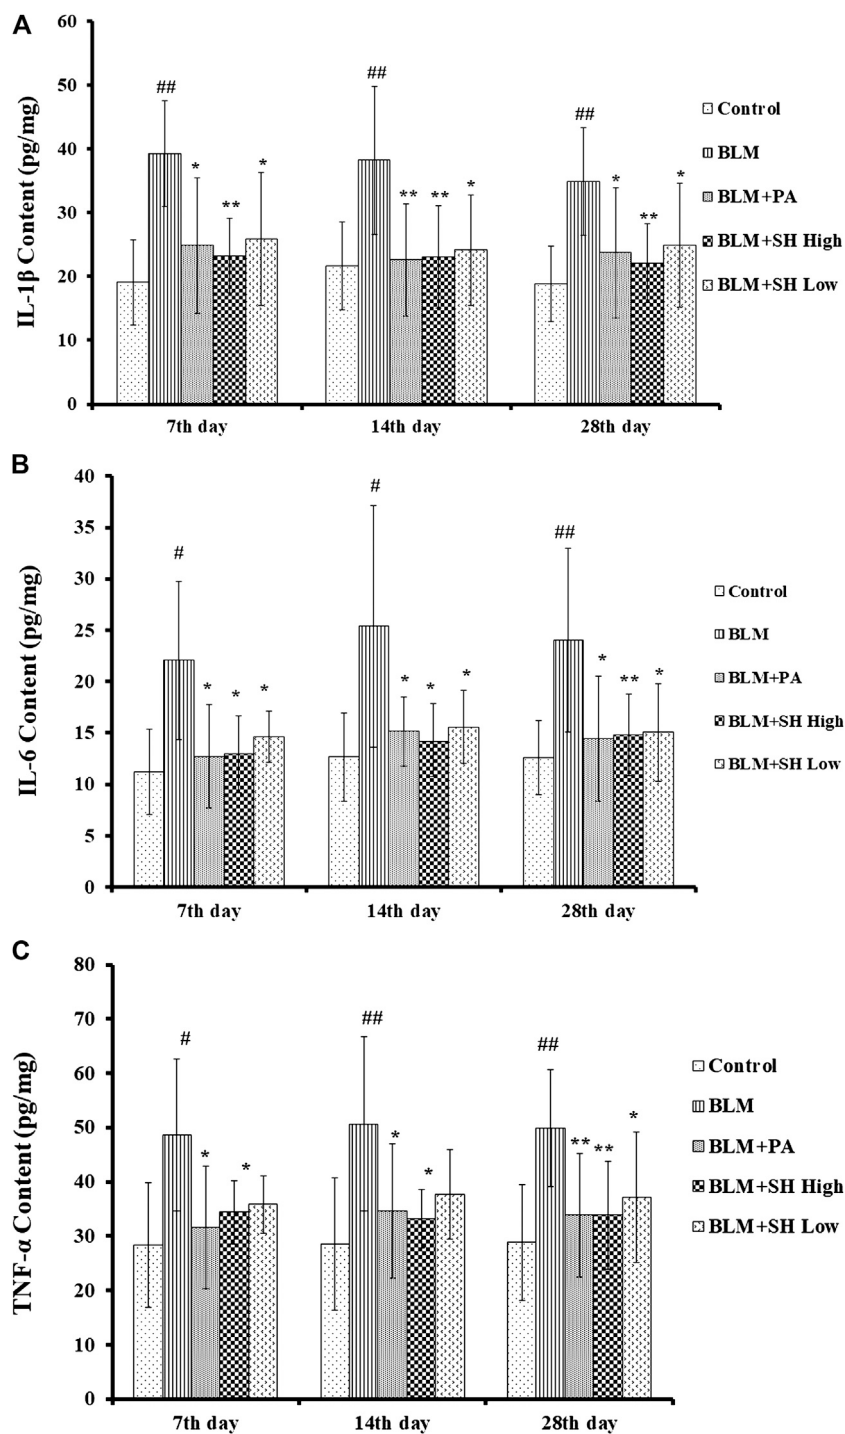 A
IL-1β Content (pg/mg)
60
50
40
30
20
10
0
##
*
**
*
##
**
**
*
##
*
**
*
7th day
14th day
28th day
Control
BLM
BLM+PA
BLM+SH High
BLM+SH Low
B
IL-6 Content (pg/mg)
40
35
30
25
20
15
10
5
0
#
*
*
*
#
*
*
*
##
*
**
*
7th day
14th day
28th day
Control
BLM
BLM+PA
BLM+SH High
BLM+SH Low
C
TNF-α Content (pg/mg)
80
70
60
50
40
30
20
10
0
#
*
*
##
*
*
##
**
**
*
7th day
14th day
28th day
Control
BLM
BLM+PA
BLM+SH High
BLM+SH Low